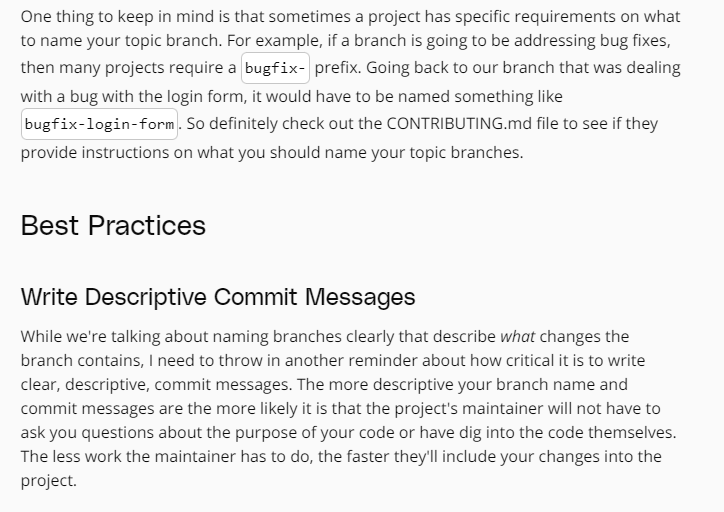 One thing to keep in mind is that sometimes a project has specific requirements on what
to name your topic branch. For example, if a branch is going to be addressing bug fixes,
then many projects require a bugfix- prefix. Going back to our branch that was dealing
with a bug with the login form, it would have to be named something like
bugfix-login-form. So definitely check out the CONTRIBUTING.md file to see if they
provide instructions on what you should name your topic branches.
Best Practices
Write Descriptive Commit Messages
While we're talking about naming branches clearly that describe what changes the
branch contains, I need to throw in another reminder about how critical it is to write
clear, descriptive, commit messages. The more descriptive your branch name and
commit messages are the more likely it is that the project's maintainer will not have to
ask you questions about the purpose of your code or have dig into the code themselves.
The less work the maintainer has to do, the faster they'll include your changes into the
project.